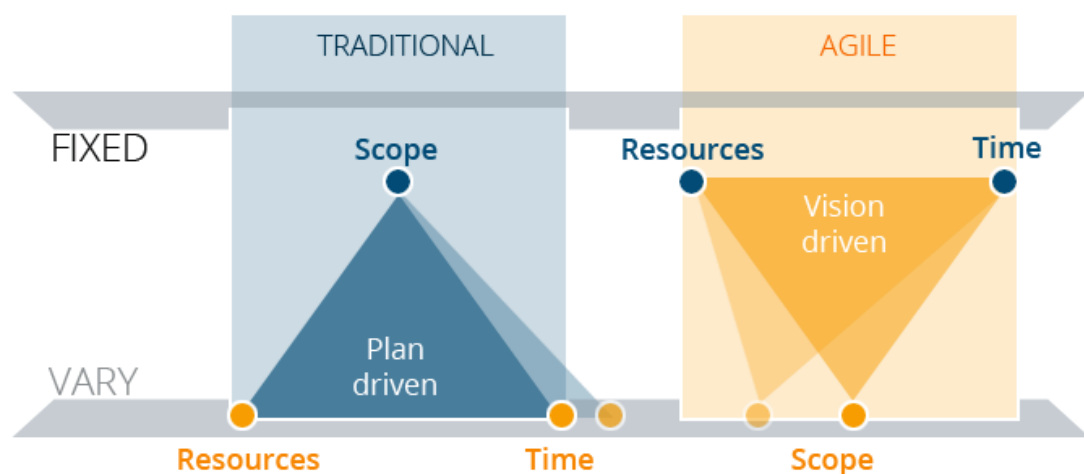 TRADITIONAL
AGILE
FIXED
Scope
Resources
Time
Vision
driven
Plan
driven
VARY
Resources
Time
Scope